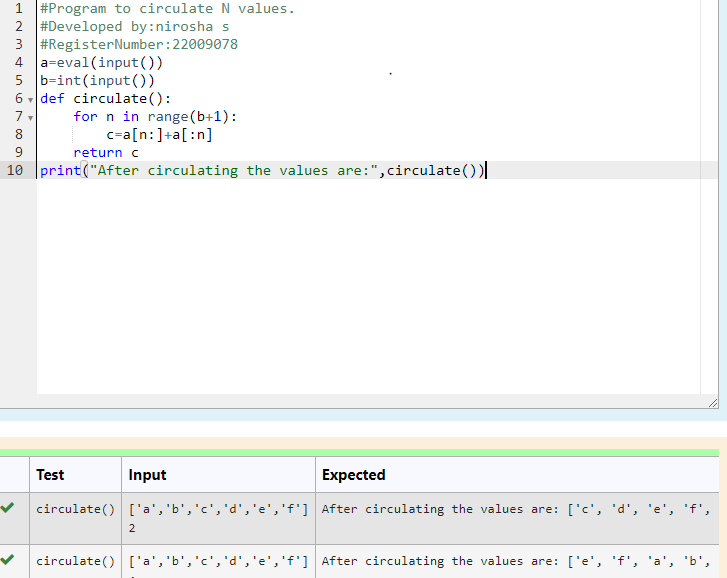 1 #Program to circulate N values.
2 #Developed by:nirosha s
3 #RegisterNumber:22009078
4 a=eval(input())
5 b=int(input())
6 def circulate():
7     for n in range(b+1):
8         c=a[n:]+a[:n]
9     return c
10 print("After circulating the values are:",circulate())
Test Input Expected
circulate() ['a','b','c','d','e','f'] After circulating the values are: ['c', 'd', 'e', 'f',
2
circulate() ['a','b','c','d','e','f'] After circulating the values are: ['e', 'f', 'a', 'b',